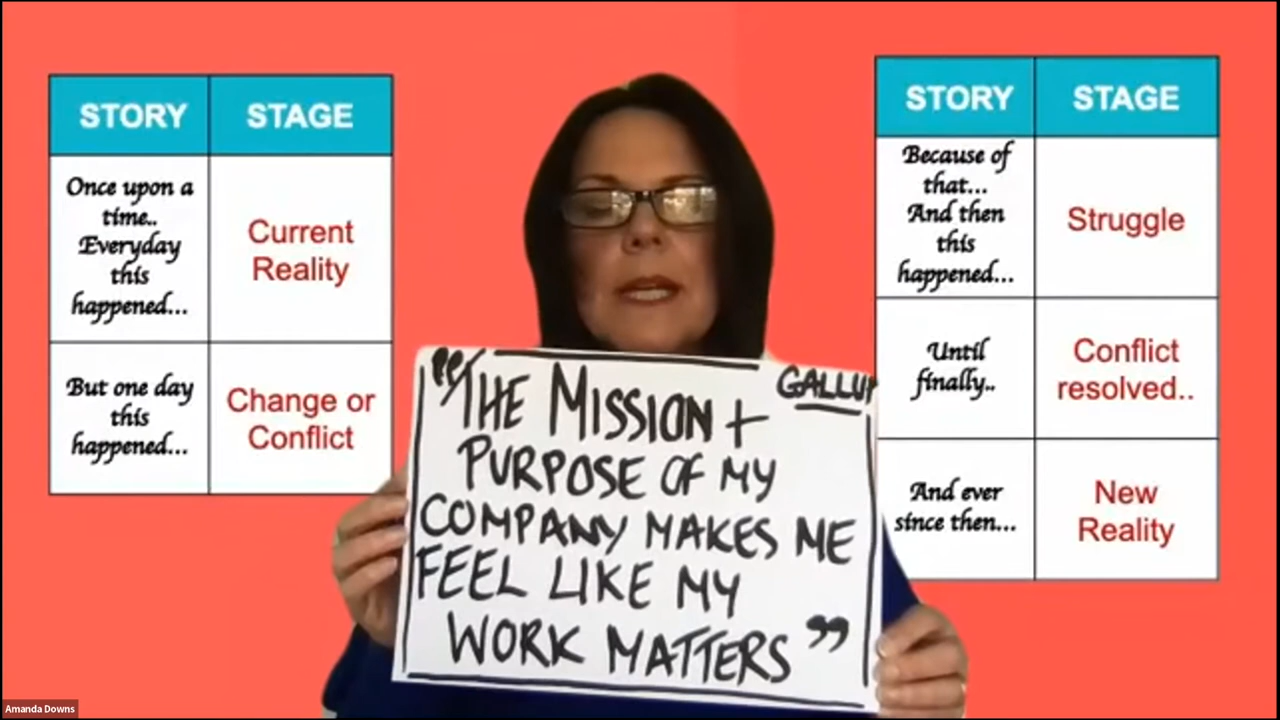 STORY
STAGE
Once upon a
time..
Everyday
this
happened...
Current
Reality
But one day
this
happened...
Change or
Conflict
STORY
STAGE
Because of
that...
And then
this
happened...
Struggle
Until
finally..
Conflict
resolved..
And ever
since then...
New
Reality
GALLUP
"THE MISSION +
PURPOSE OF MY
COMPANY MAKES ME
FEEL LIKE MY
WORK MATTERS"
Amanda Downs